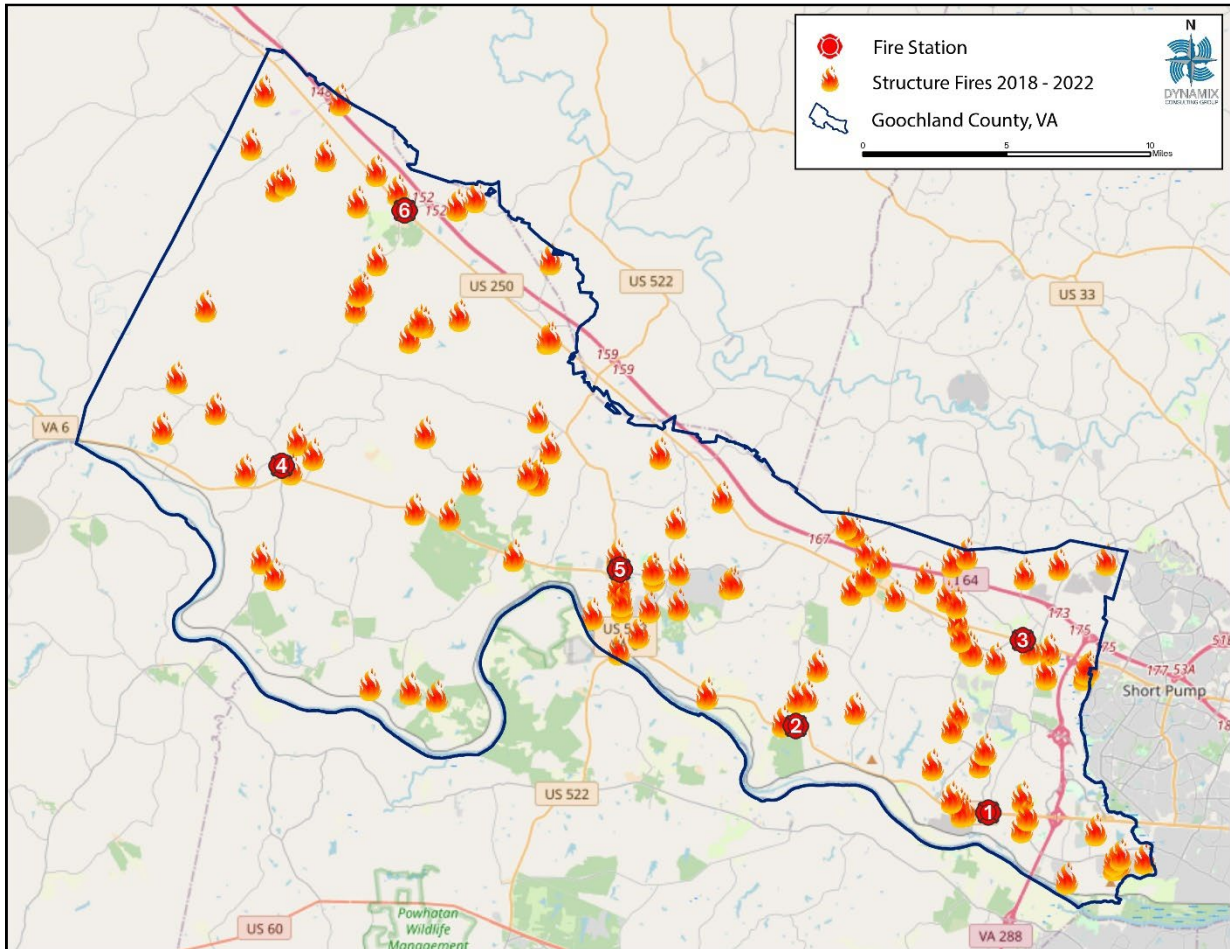 N
Fire Station
Structure Fires 2018 - 2022
DYNAMIX
CONSULTING GROUP
Goochland County, VA
0 5 10
Miles
148
152
152
6
US 250
US 522
US 33
159
159
VA 6
4
167
5
I 64
173
175
3
177
53A
Short Pump
2
US 522
1
US 60
Powhatan
Wildlife
Management
VA 288